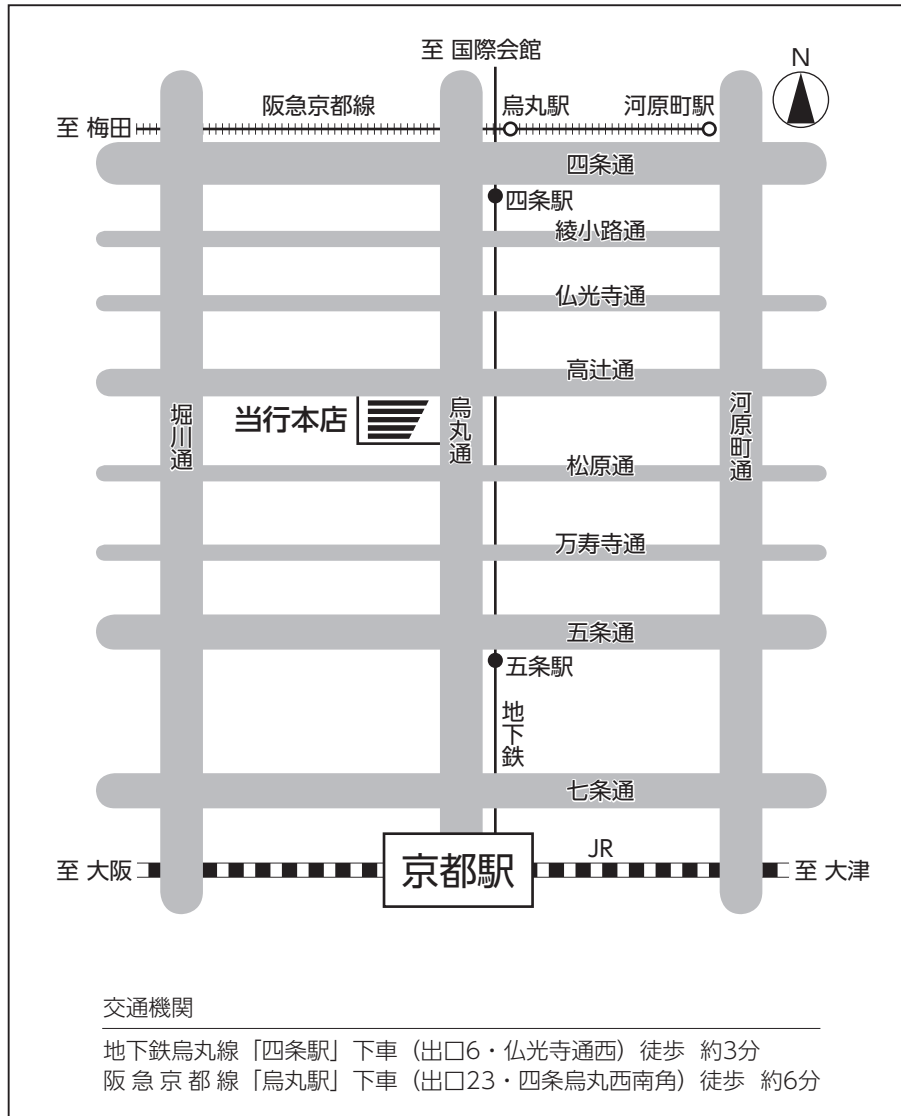 至 国際会館
N
阪急京都線
烏丸駅
河原町駅
至 梅田
四条通
四条駅
綾小路通
仏光寺通
高辻通
当行本店
堀川通
烏丸通
河原町通
松原通
万寿寺通
五条通
五条駅
地下鉄
七条通
JR
至 大阪
京都駅
至 大津
交通機関
地下鉄烏丸線「四条駅」下車（出口6・仏光寺通西）徒歩 約3分
阪急京都線「烏丸駅」下車（出口23・四条烏丸西南角）徒歩 約6分